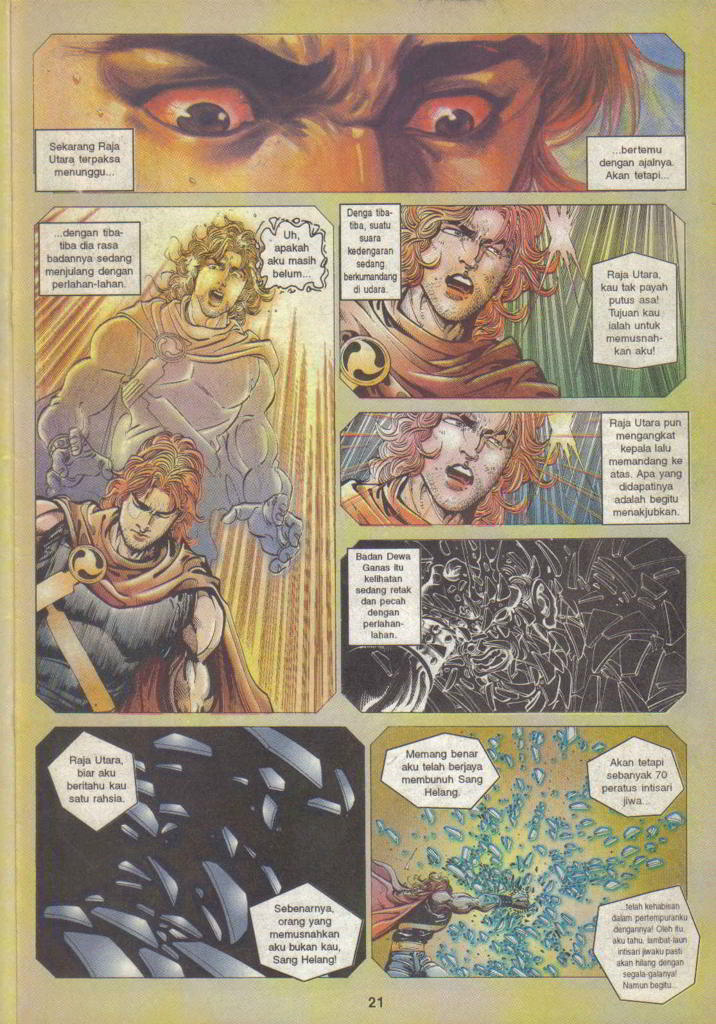 Sekarang Raja
Utara terpaksa
menunggu...
...bertemu
dengan ajalnya.
Akan tetapi...
...dengan tiba-
tiba dia rasa
badannya sedang
menjulang dengan
perlahan-lahan.
Uh,
apakah
aku masih
belum...
Denga tiba-
tiba, suatu
suara
kedengaran
sedang
berkumandang
di udara.
Raja Utara,
kau tak payah
putus asa!
Tujuan kau
ialah untuk
memusnah-
kan aku!
Raja Utara pun
mengangkat
kepala lalu
memandang ke
atas. Apa yang
didapatinya
adalah begitu
menakjubkan.
Badan Dewa
Ganas itu
kelihatan
sedang retak
dan pecah
dengan
perlahan-
lahan.
Raja Utara,
biar aku
beritahu kau
satu rahsia.
Sebenarnya,
orang yang
memusnahkan
aku bukan kau,
Sang Helang!
Memang benar
aku telah berjaya
membunuh Sang
Helang.
Akan tetapi
sebanyak 70
peratus intisari
jiwa...
...telah kehabisan
dalam pertempuranku
dengannya! Oleh itu,
aku tahu, lambat-laun
intisari jiwaku pasti
akan hilang dengan
segala-galanya!
Namun begitu...
21